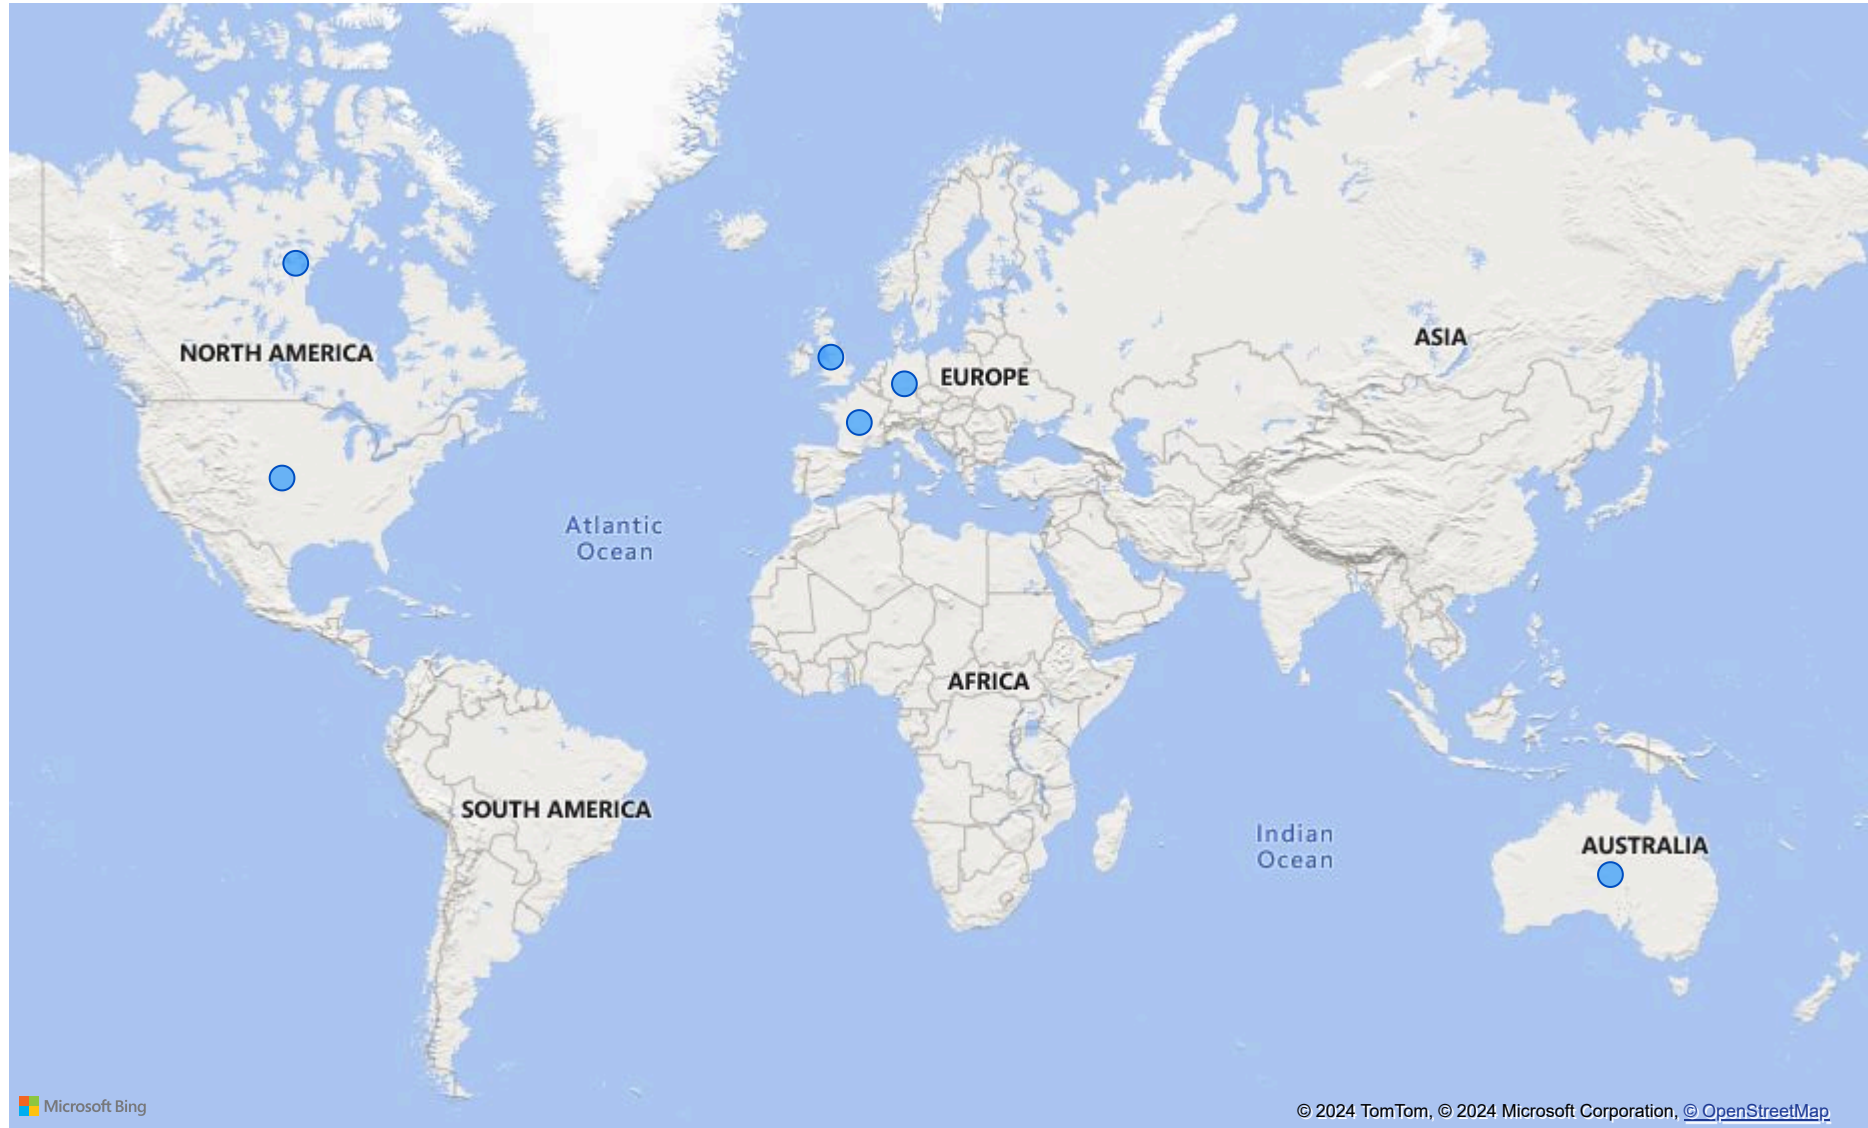 NORTH AMERICA
ASIA
EUROPE
Atlantic
Ocean
AFRICA
SOUTH AMERICA
Indian
Ocean
AUSTRALIA
Microsoft Bing
© 2024 TomTom, © 2024 Microsoft Corporation, © OpenStreetMap